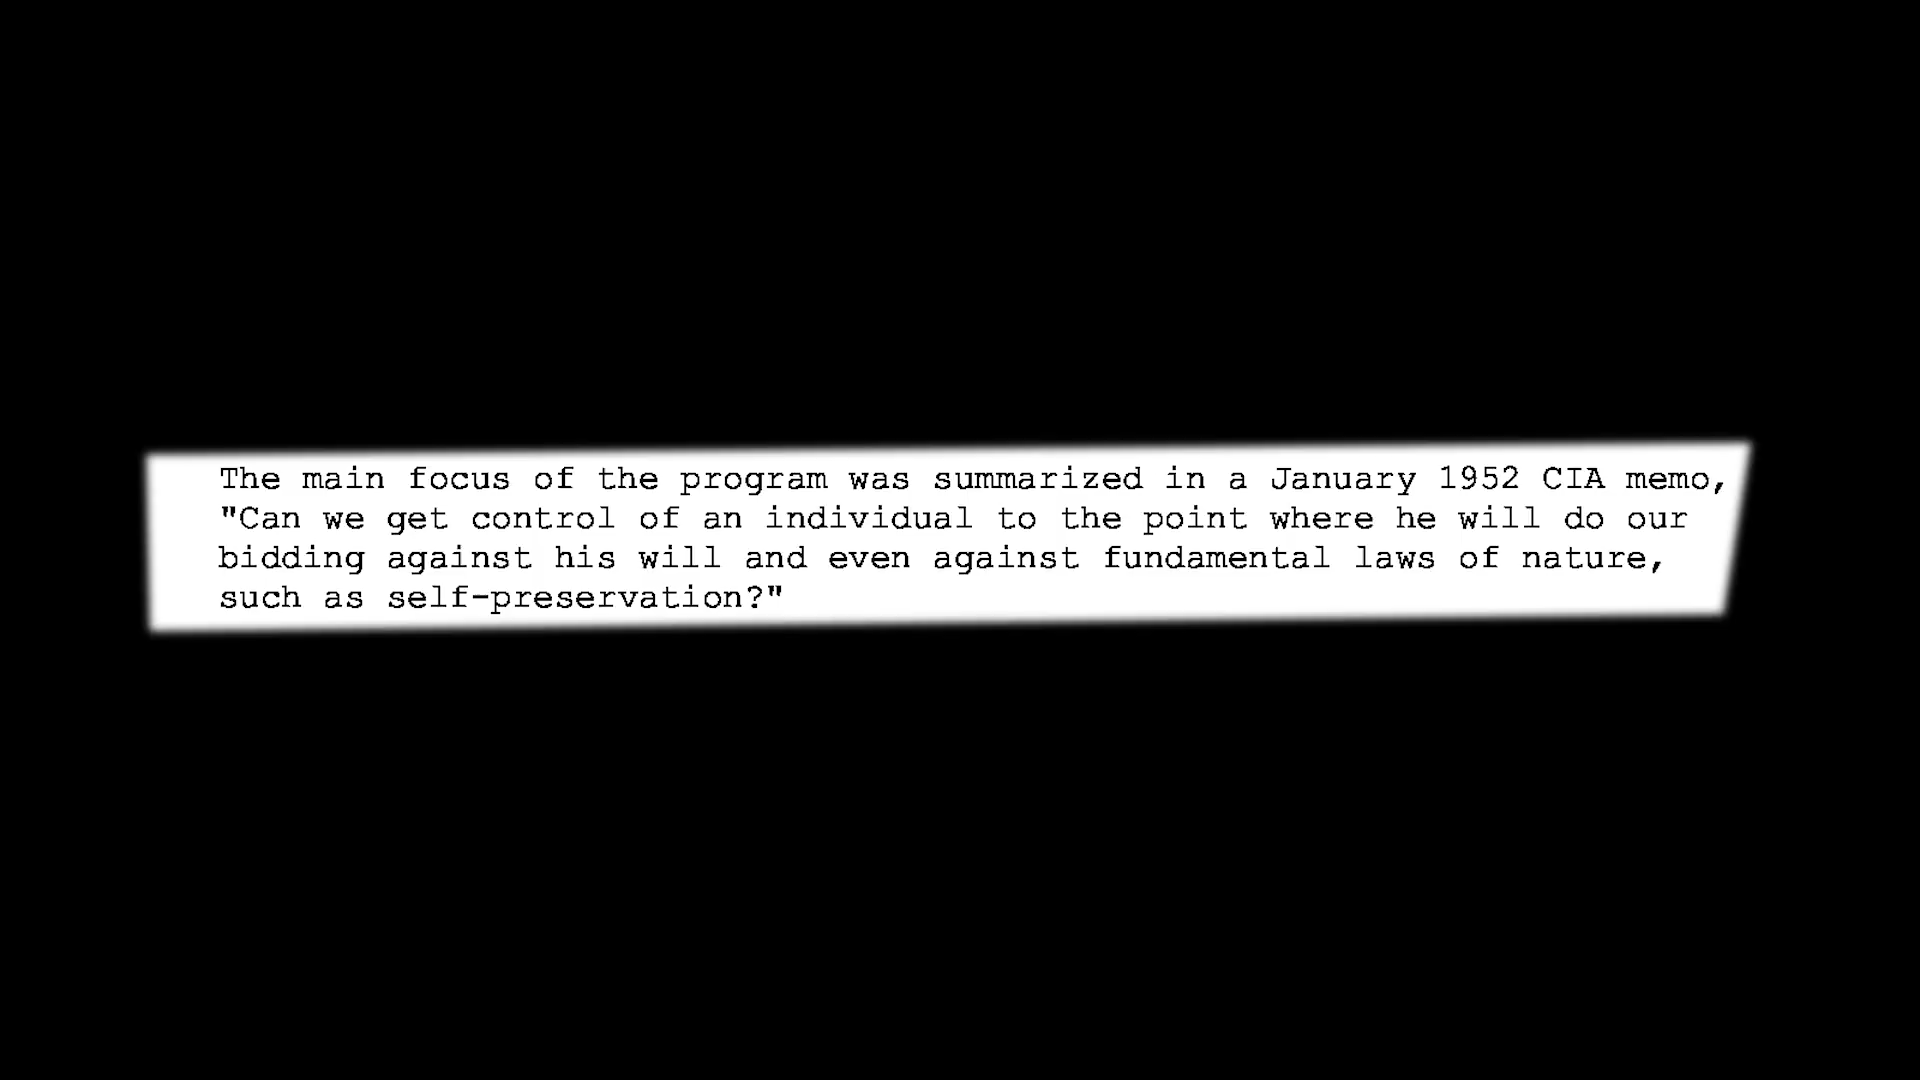 The main focus of the program was summarized in a January 1952 CIA memo,
"Can we get control of an individual to the point where he will do our
bidding against his will and even against fundamental laws of nature,
such as self-preservation?"